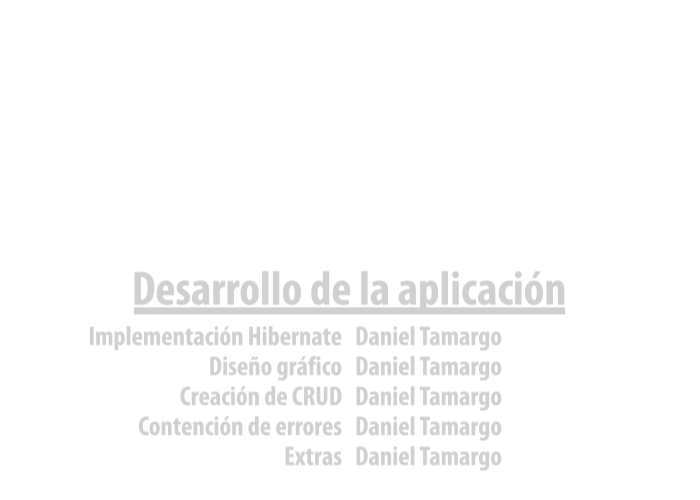 Desarrollo de la aplicación
Implementación Hibernate Daniel Tamargo
Diseño gráfico Daniel Tamargo
Creación de CRUD Daniel Tamargo
Contención de errores Daniel Tamargo
Extras Daniel Tamargo